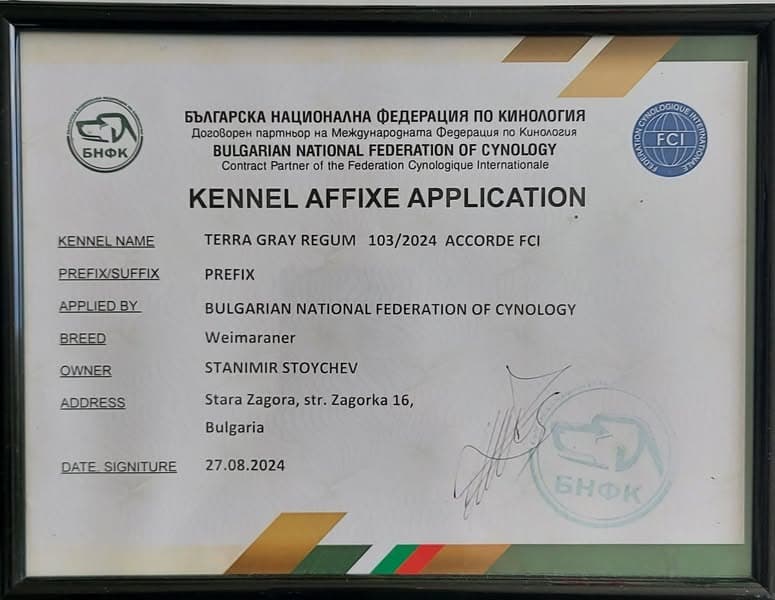 БЪЛГАРСКА НАЦИОНАЛНА ФЕДЕРАЦИЯ ПО КИНОЛОГИЯ
Договорен партньор на Международната Федерация по Кинология
BULGARIAN NATIONAL FEDERATION OF CYNOLOGY
Contract Partner of the Federation Cynologique Internationale
БНФК
FEDERATION CYNOLOGIQUE INTERNATIONALE
FCI
KENNEL AFFIXE APPLICATION
KENNEL NAME TERRA GRAY REGUM 103/2024 ACCORDE FCI
PREFIX/SUFFIX PREFIX
APPLIED BY BULGARIAN NATIONAL FEDERATION OF CYNOLOGY
BREED Weimaraner
OWNER STANIMIR STOYCHEV
ADDRESS Stara Zagora, str. Zagorka 16,
Bulgaria
DATE, SIGNITURE 27.08.2024
БНФК